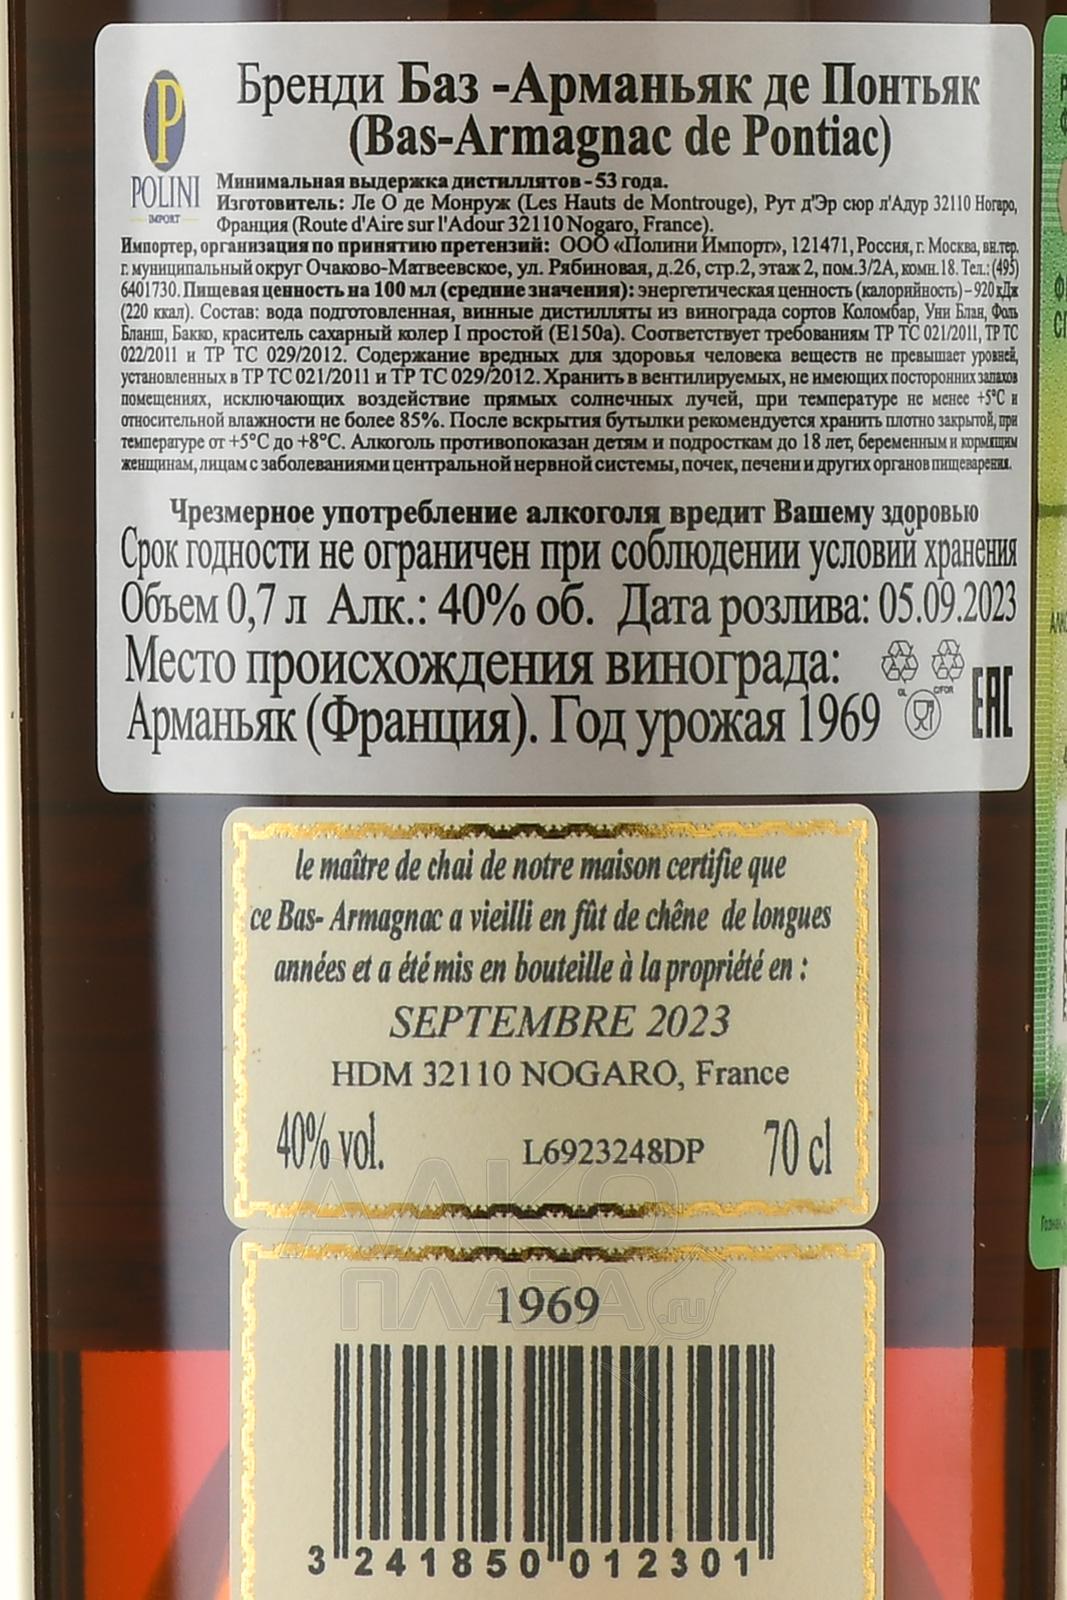 Бренди Баз -Арманьяк де Понтьяк
(Bas-Armagnac de Pontiac)
POLINI
IMPORT
Минимальная выдержка дистиллятов - 53 года.
Изготовитель: Ле О де Монруж (Les Hauts de Montrouge), Рут д'Эр сюр л'Адур 32110 Ногаро,
Франция (Route d'Aire sur l'Adour 32110 Nogaro, France).
Импортер, организация по принятию претензий: ООО «Полини Импорт», 121471, Россия, г. Москва, вн.тер.
г. муниципальный округ Очаково-Матвеевское, ул. Рябиновая, д.26, стр.2, этаж 2, пом.3/2А, комн.18. Тел.: (495)
6401730. Пищевая ценность на 100 мл (средние значения): энергетическая ценность (калорийность) – 920 кДж
(220 ккал). Состав: вода подготовленная, винные дистилляты из винограда сортов Коломбар, Уни Блан, Фоль
Бланш, Бакко, краситель сахарный колер I простой (Е150а). Соответствует требованиям ТР ТС 021/2011, ТР ТС
022/2011 и ТР ТС 029/2012. Содержание вредных для здоровья человека веществ не превышает уровней,
установленных в ТР ТС 021/2011 и ТР ТС 029/2012. Хранить в вентилируемых, не имеющих посторонних запахов
помещениях, исключающих воздействие прямых солнечных лучей, при температуре не менее +5°С и
относительной влажности не более 85%. После вскрытия бутылки рекомендуется хранить плотно закрытой, при
температуре от +5°С до +8°С. Алкоголь противопоказан детям и подросткам до 18 лет, беременным и кормящим
женщинам, лицам с заболеваниями центральной нервной системы, почек, печени и других органов пищеварения.
Чрезмерное употребление алкоголя вредит Вашему здоровью
Срок годности не ограничен при соблюдении условий хранения
Объем 0,7 л Алк.: 40% об. Дата розлива: 05.09.2023
Место происхождения винограда:
Арманьяк (Франция). Год урожая 1969
GL C/FOR
EAC
le maître de chai de notre maison certifie que
ce Bas- Armagnac a vieilli en fût de chêne de longues
années et a été mis en bouteille à la propriété en :
SEPTEMBRE 2023
HDM 32110 NOGARO, France
40% vol. L6923248DP 70 cl
АЛКО
ПЛАЗА.ru
1969
3 241850 012301